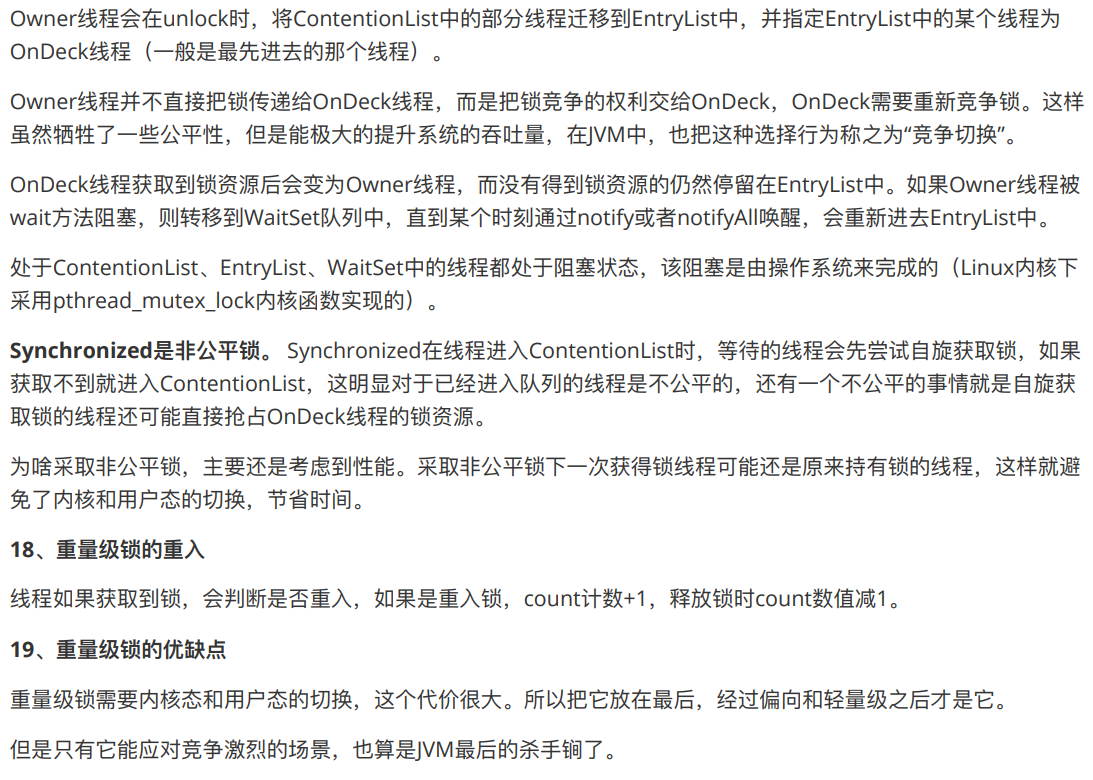 Owner线程会在unlock时，将ContentionList中的部分线程迁移到EntryList中，并指定EntryList中的某个线程为
OnDeck线程（一般是最先进去的那个线程）。
Owner线程并不直接把锁传递给OnDeck线程，而是把锁竞争的权利交给OnDeck，OnDeck需要重新竞争锁。这样
虽然牺牲了一些公平性，但是能极大的提升系统的吞吐量，在JVM中，也把这种选择行为称之为“竞争切换”。
OnDeck线程获取到锁资源后会变为Owner线程，而没有得到锁资源的仍然停留在EntryList中。如果Owner线程被
wait方法阻塞，则转移到WaitSet队列中，直到某个时刻通过notify或者notifyAll唤醒，会重新进去EntryList中。
处于ContentionList、EntryList、WaitSet中的线程都处于阻塞状态，该阻塞是由操作系统来完成的（Linux内核下
采用pthread_mutex_lock内核函数实现的）。
Synchronized是非公平锁。 Synchronized在线程进入ContentionList时，等待的线程会先尝试自旋获取锁，如果
获取不到就进入ContentionList，这明显对于已经进入队列的线程是不公平的，还有一个不公平的事情就是自旋获
取锁的线程还可能直接抢占OnDeck线程的锁资源。
为啥采取非公平锁，主要还是考虑到性能。采取非公平锁下一次获得锁线程可能还是原来持有锁的线程，这样就避
免了内核和用户态的切换，节省时间。
18、重量级锁的重入
线程如果获取到锁，会判断是否重入，如果是重入锁，count计数+1，释放锁时count数值减1。
19、重量级锁的优缺点
重量级锁需要内核态和用户态的切换，这个代价很大。所以把它放在最后，经过偏向和轻量级之后才是它。
但是只有它能应对竞争激烈的场景，也算是JVM最后的杀手锏了。